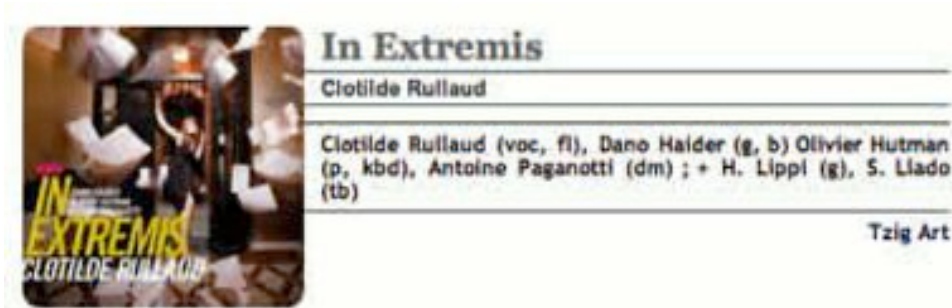 In Extremis
Clotilde Rullaud
Clotilde Rullaud (voc, fl), Dano Haider (g, b) Olivier Hutman
(p, kbd), Antoine Paganotti (dm) ; + H. Lippi (g), S. Llado
(tb)
Tzig Art
IN
EXTREMIS
CLOTILDE RULLAUD